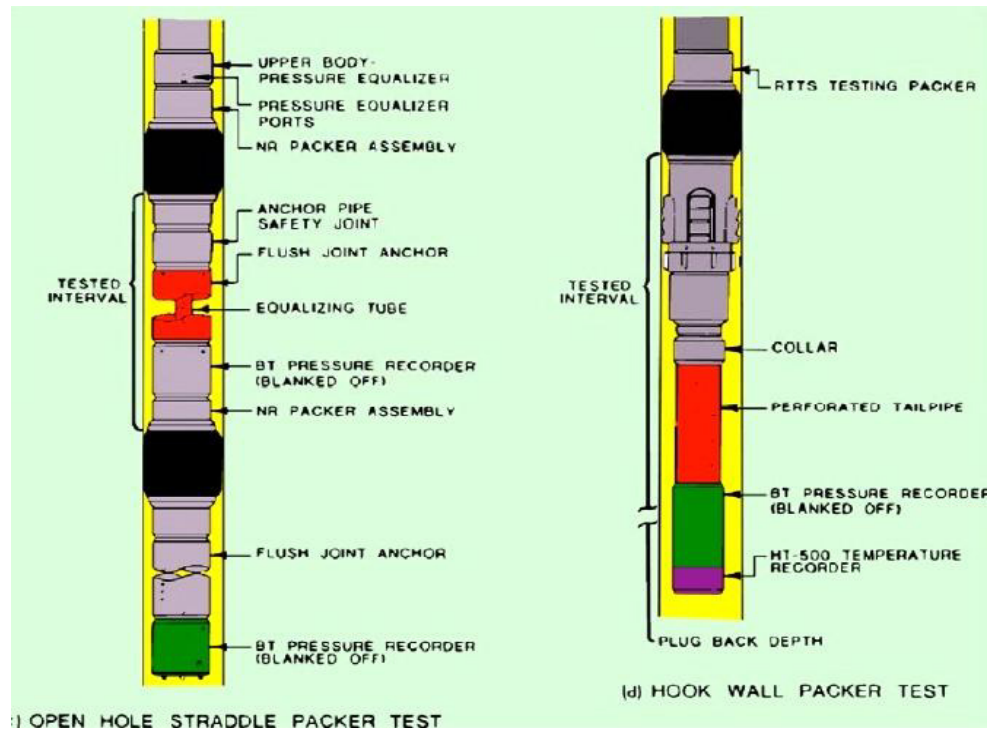 UPPER BODY-
PRESSURE EQUALIZER
PRESSURE EQUALIZER
PORTS
NR PACKER ASSEMBLY
ANCHOR PIPE
SAFETY JOINT
FLUSH JOINT ANCHOR
TESTED
INTERVAL
EQUALIZING TUBE
BT PRESSURE RECORDER
(BLANKED OFF)
NR PACKER ASSEMBLY
FLUSH JOINT ANCHOR
BT PRESSURE RECORDER
(BLANKED OFF)
:) OPEN HOLE STRADDLE PACKER TEST
RTTS TESTING PACKER
TESTED
INTERVAL
COLLAR
PERFORATED TAILPIPE
BT PRESSURE RECORDER
(BLANKED OFF)
HT-500 TEMPERATURE
RECORDER
PLUG BACK DEPTH
(d) HOOK WALL PACKER TEST